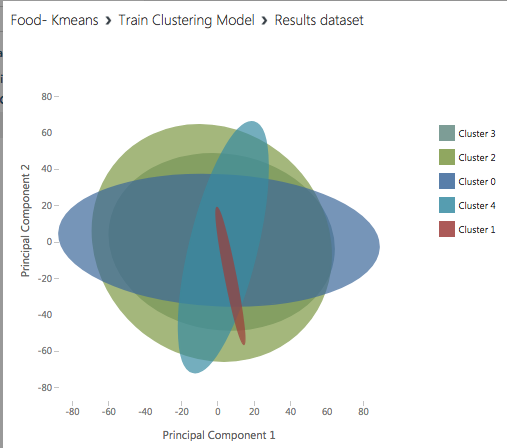 Food- Kmeans › Train Clustering Model › Results dataset
80
60
40
20
0
-20
-40
-60
-80
Principal Component 2
-80 -60 -40 -20 0 20 40 60 80
Principal Component 1
Cluster 3
Cluster 2
Cluster 0
Cluster 4
Cluster 1